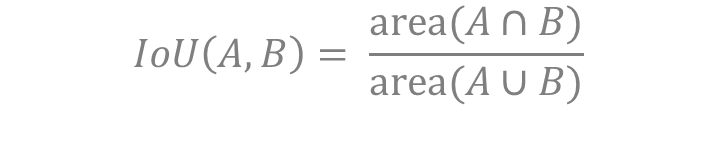 IoU(A, B) = area(A ∩ B) / area(A ∪ B)